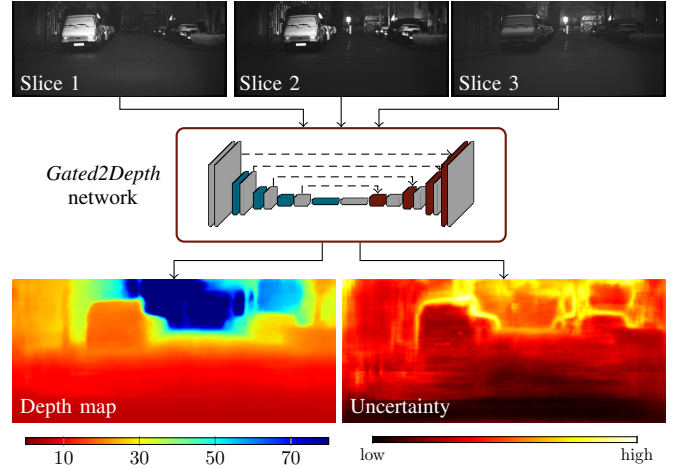 Slice 1
Slice 2
Slice 3
Gated2Depth
network
Depth map
Uncertainty
10 30 50 70
low high